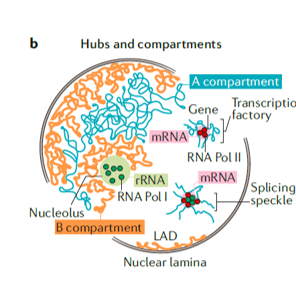 b Hubs and compartments
A compartment
Gene
Transcriptio
factory
mRNA
RNA Pol II
rRNA
mRNA
RNA Pol I
Splicing
speckle
Nucleolus
B compartment
LAD
Nuclear lamina